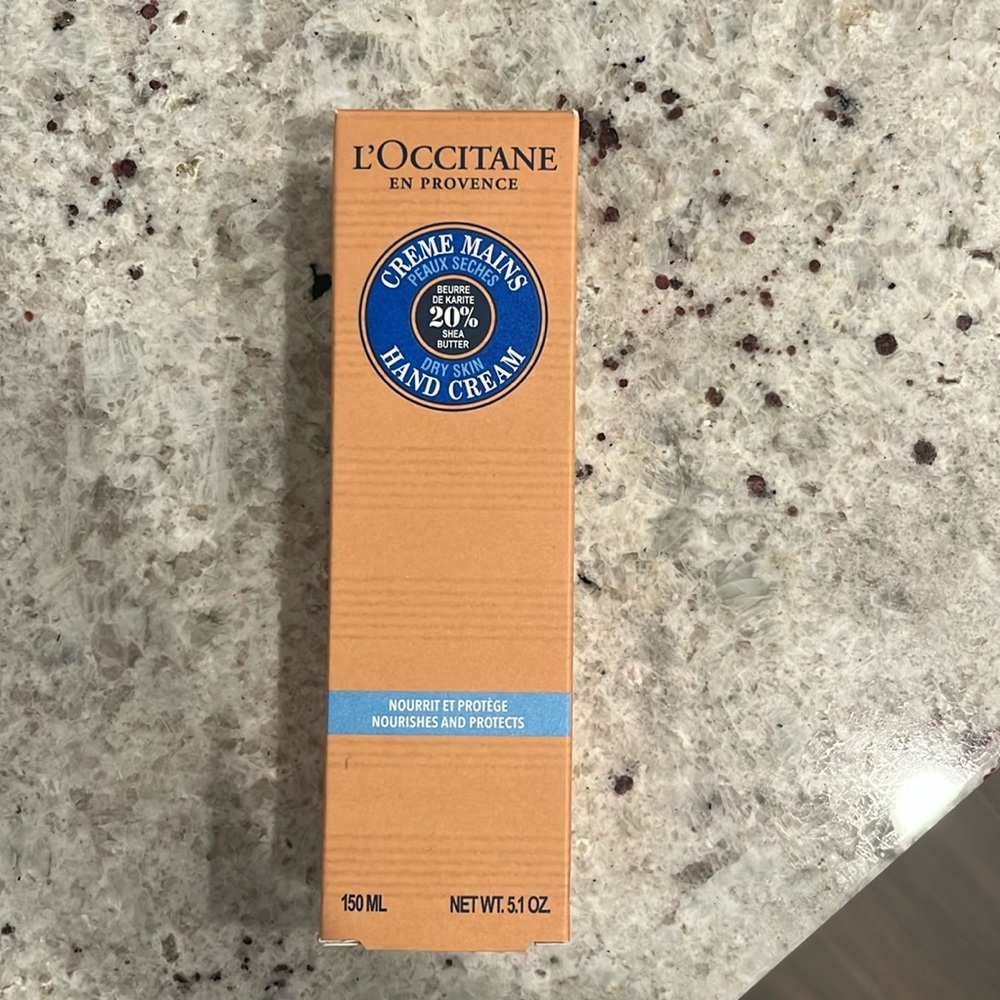 L'OCCITANE
EN PROVENCE
CREME MAINS
PEAUX SECHES
BEURRE
DE KARITE
20%
SHEA
BUTTER
DRY SKIN
HAND CREAM
NOURRIT ET PROTÈGE
NOURISHES AND PROTECTS
150 ML NET WT. 5.1 OZ.